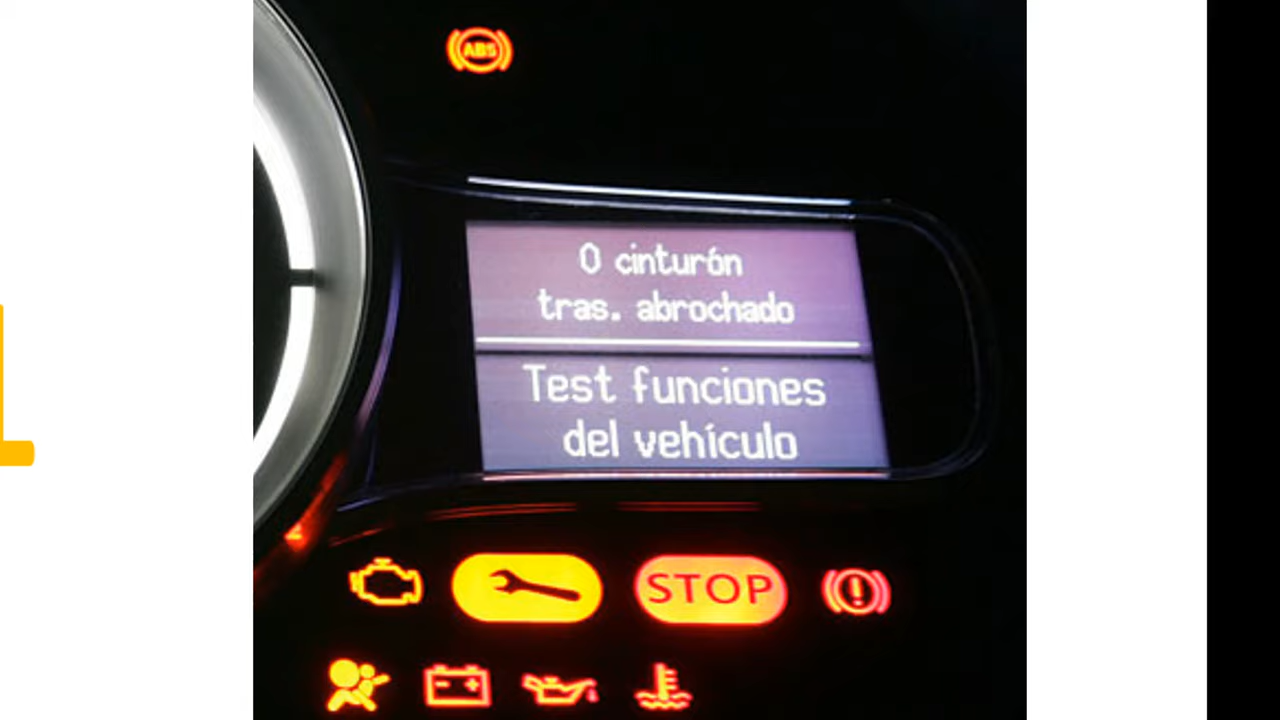 ABS
0 cinturón
tras. abrochado
Test funciones
del vehículo
STOP